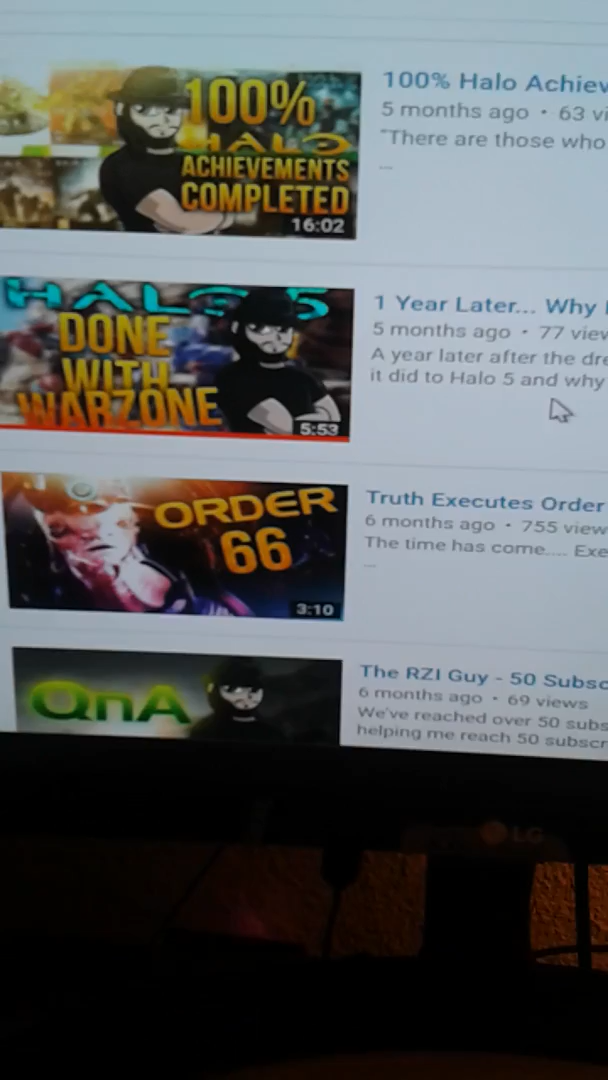 100%
HALO
ACHIEVEMENTS
COMPLETED
16:02
100% Halo Achiev
5 months ago · 63 vi
"There are those who
...
HALO 5
DONE
WITH
WARZONE
5:53
1 Year Later... Why
5 months ago · 77 view
A year later after the dre
it did to Halo 5 and why
ORDER
66
3:10
Truth Executes Order
6 months ago · 755 view
The time has come.... Exe
...
QnA
The RZI Guy - 50 Subsc
6 months ago · 69 views
We've reached over 50 subs
helping me reach 50 subscr
LG